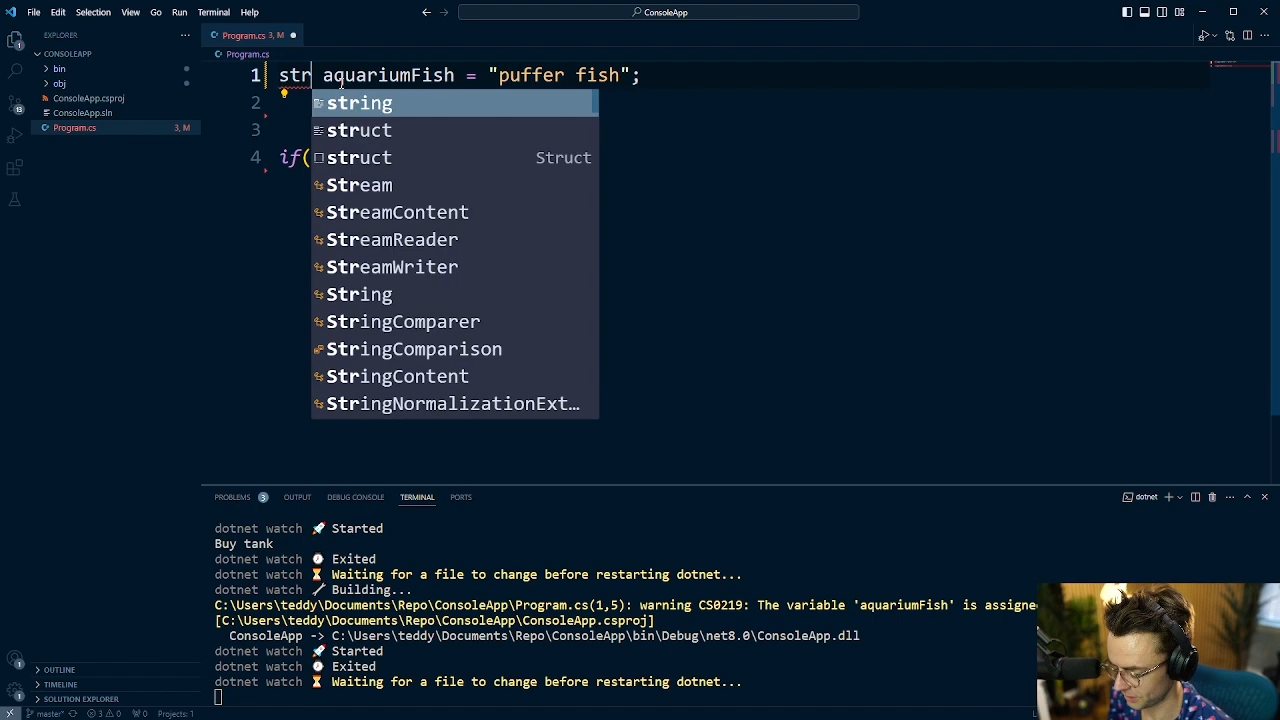 File Edit Selection View Go Run Terminal Help
ConsoleApp
EXPLORER
Program.cs 3, M
CONSOLEAPP
Program.cs
bin
obj
ConsoleApp.csproj
ConsoleApp.sln
Program.cs 3, M
1 str aquariumFish = "puffer fish";
2
3
4 if(
string
struct
struct Struct
Stream
StreamContent
StreamReader
StreamWriter
String
StringComparer
StringComparison
StringContent
StringNormalizationExt…
PROBLEMS 3 OUTPUT DEBUG CONSOLE TERMINAL PORTS
dotnet
dotnet watch 🚀 Started
Buy tank
dotnet watch ⌚ Exited
dotnet watch ⏳ Waiting for a file to change before restarting dotnet...
dotnet watch 🔧 Building...
C:\Users\teddy\Documents\Repo\ConsoleApp\Program.cs(1,5): warning CS0219: The variable 'aquariumFish' is assigne
[C:\Users\teddy\Documents\Repo\ConsoleApp\ConsoleApp.csproj]
ConsoleApp -> C:\Users\teddy\Documents\Repo\ConsoleApp\bin\Debug\net8.0\ConsoleApp.dll
dotnet watch 🚀 Started
dotnet watch ⌚ Exited
dotnet watch ⏳ Waiting for a file to change before restarting dotnet...
OUTLINE
TIMELINE
SOLUTION EXPLORER
master* 3 0 0 Projects: 1
1
13
1
1